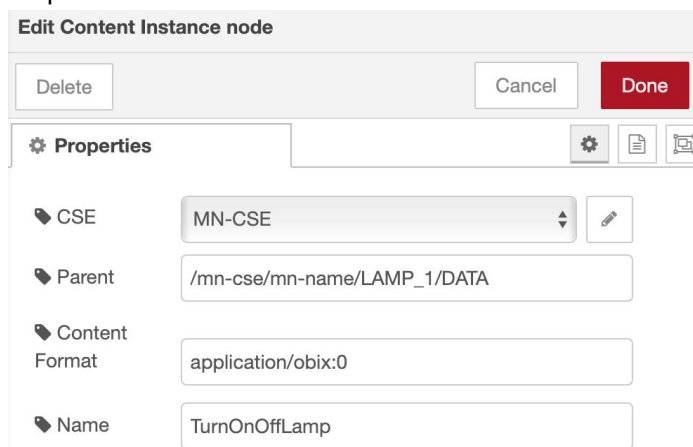 Edit Content Instance node
Delete Cancel Done
Properties
CSE MN-CSE
Parent /mn-cse/mn-name/LAMP_1/DATA
Content
Format application/obix:0
Name TurnOnOffLamp